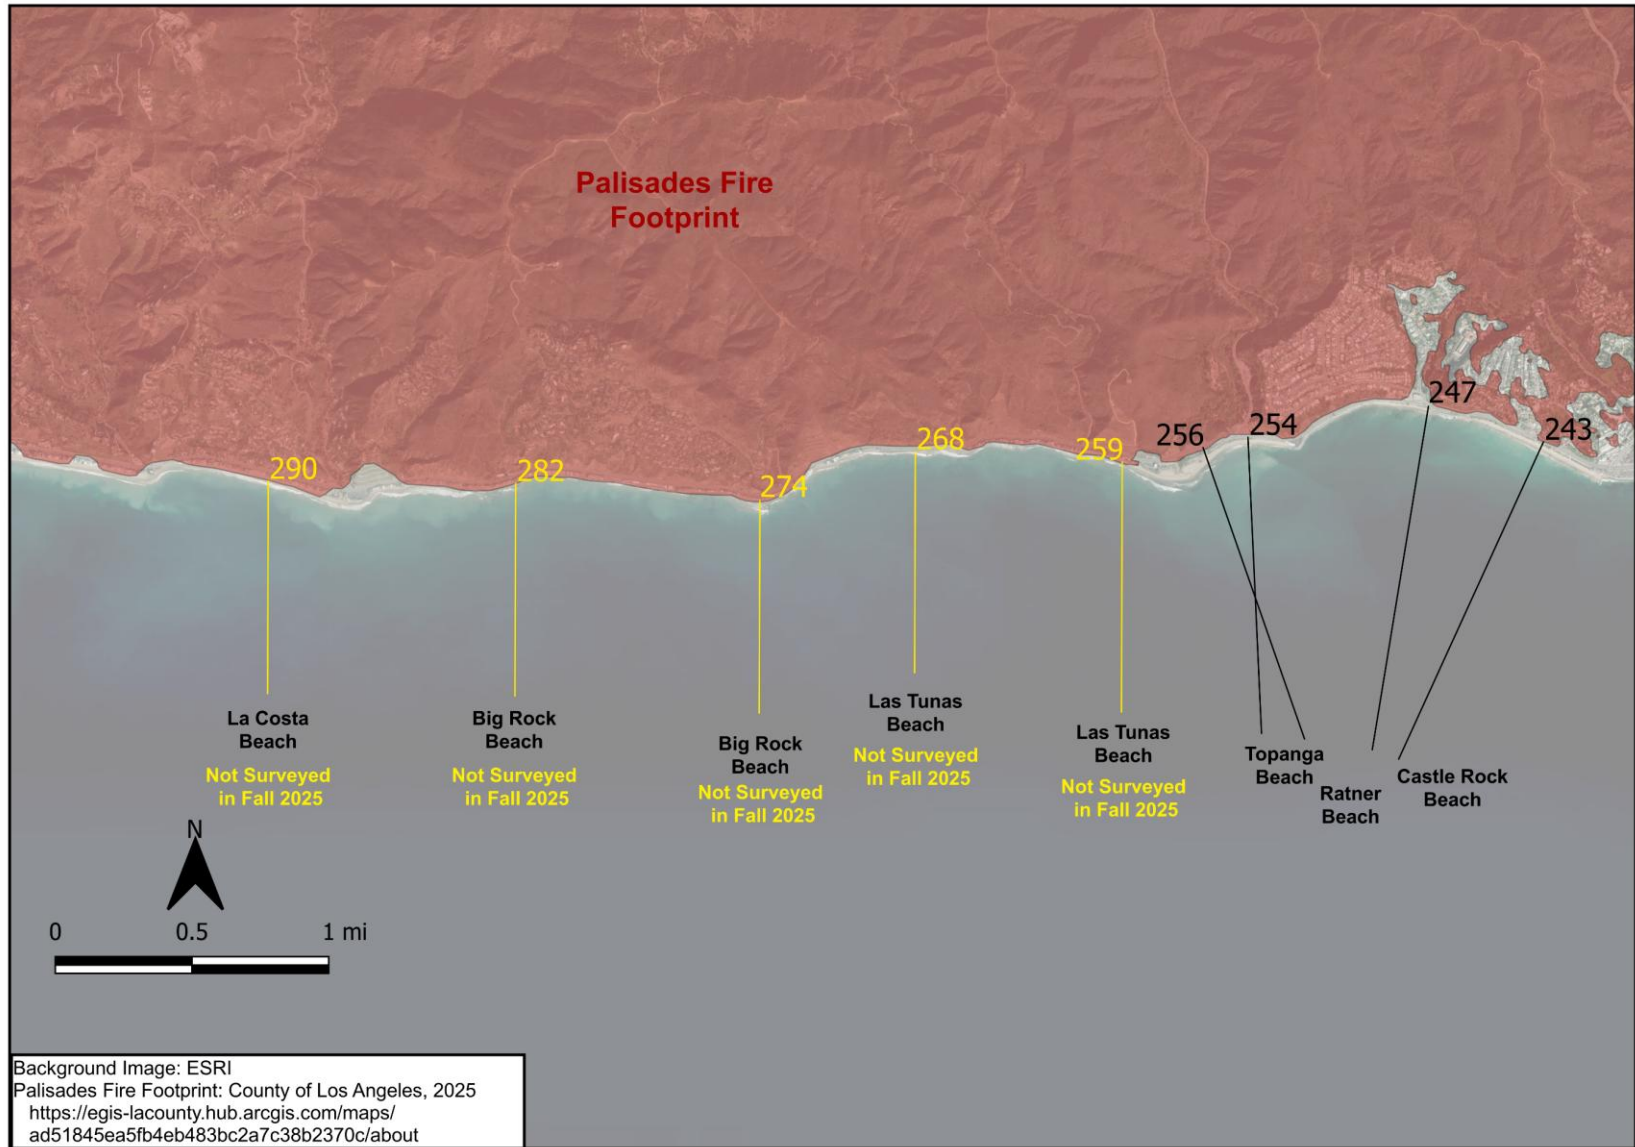 Palisades Fire
Footprint
290
282
274
268
259
256
254
247
243
La Costa
Beach
Not Surveyed
in Fall 2025
Big Rock
Beach
Not Surveyed
in Fall 2025
Big Rock
Beach
Not Surveyed
in Fall 2025
Las Tunas
Beach
Not Surveyed
in Fall 2025
Las Tunas
Beach
Not Surveyed
in Fall 2025
Topanga
Beach
Ratner
Beach
Castle Rock
Beach
N
0 0.5 1 mi
Background Image: ESRI
Palisades Fire Footprint: County of Los Angeles, 2025
https://egis-lacounty.hub.arcgis.com/maps/
ad51845ea5fb4eb483bc2a7c38b2370c/about